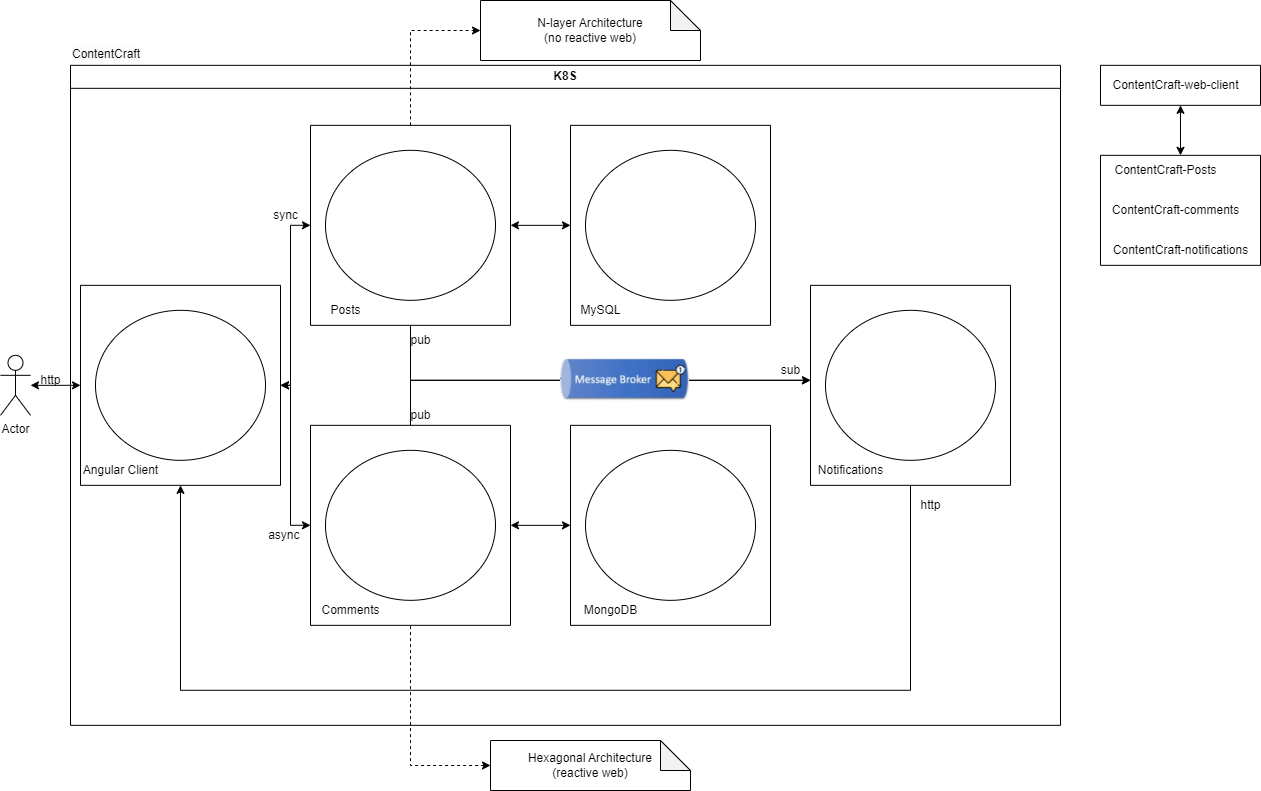 N-layer Architecture
(no reactive web)
ContentCraft
K8S
ContentCraft-web-client
ContentCraft-Posts
ContentCraft-comments
ContentCraft-notifications
sync
Posts
MySQL
pub
Message Broker
1
sub
http
Actor
pub
Angular Client
Notifications
http
async
Comments
MongoDB
Hexagonal Architecture
(reactive web)